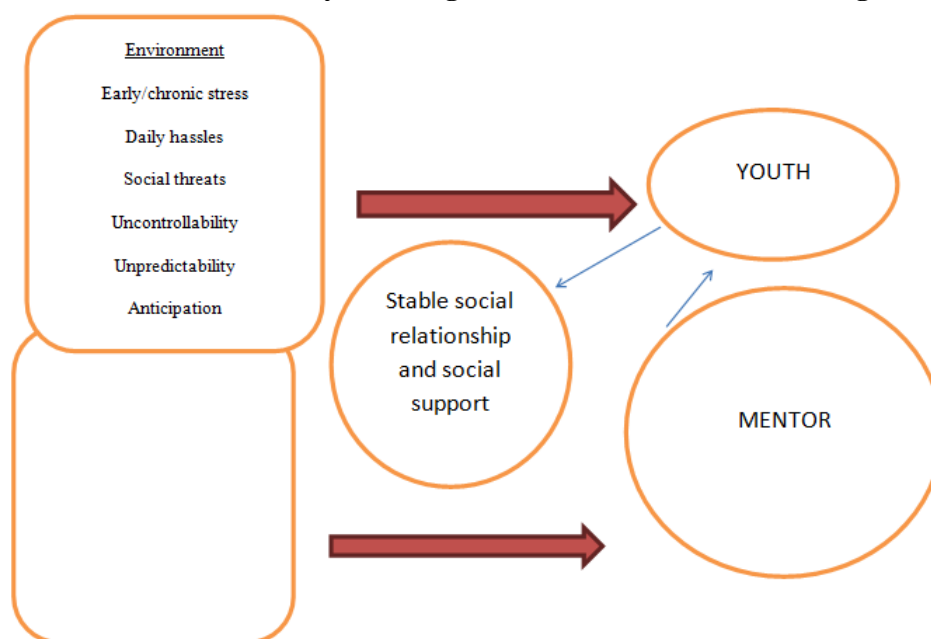 Environment
Early/chronic stress
Daily hassles
Social threats
Uncontrollability
Unpredictability
Anticipation
YOUTH
Stable social
relationship
and social
support
MENTOR